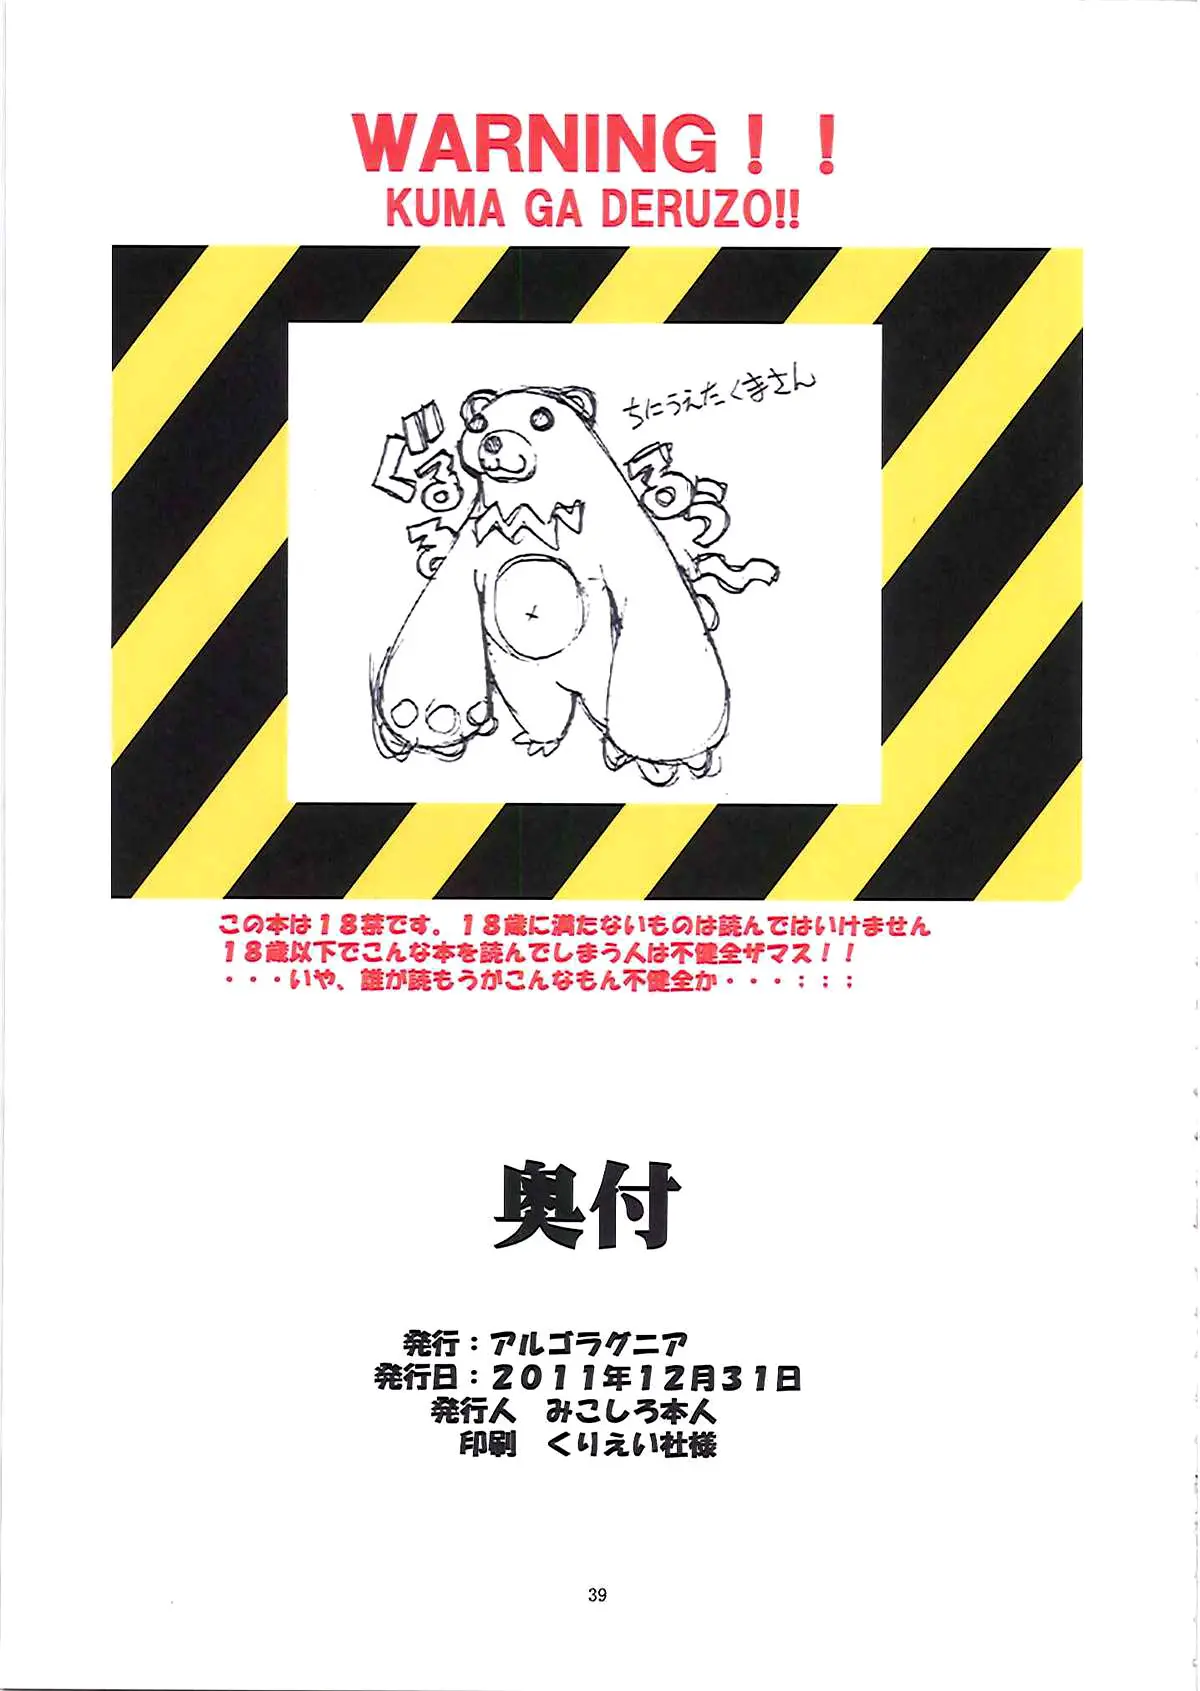 WARNING！！
KUMA GA DERUZO!!
ちにうえたくまさん
ぐるる
るぅ
この本は１８禁です。１８歳に満たないものは読んではいけません
１８歳以下でこんな本を読んでしまう人は不健全ザマス！！
・・・いや、誰が読もうがこんなもん不健全か・・・；；；
奥付
発行：アルゴラグニア
発行日：２０１１年１２月３１日
発行人　みこしろ本人
印刷　くりえい社様
39